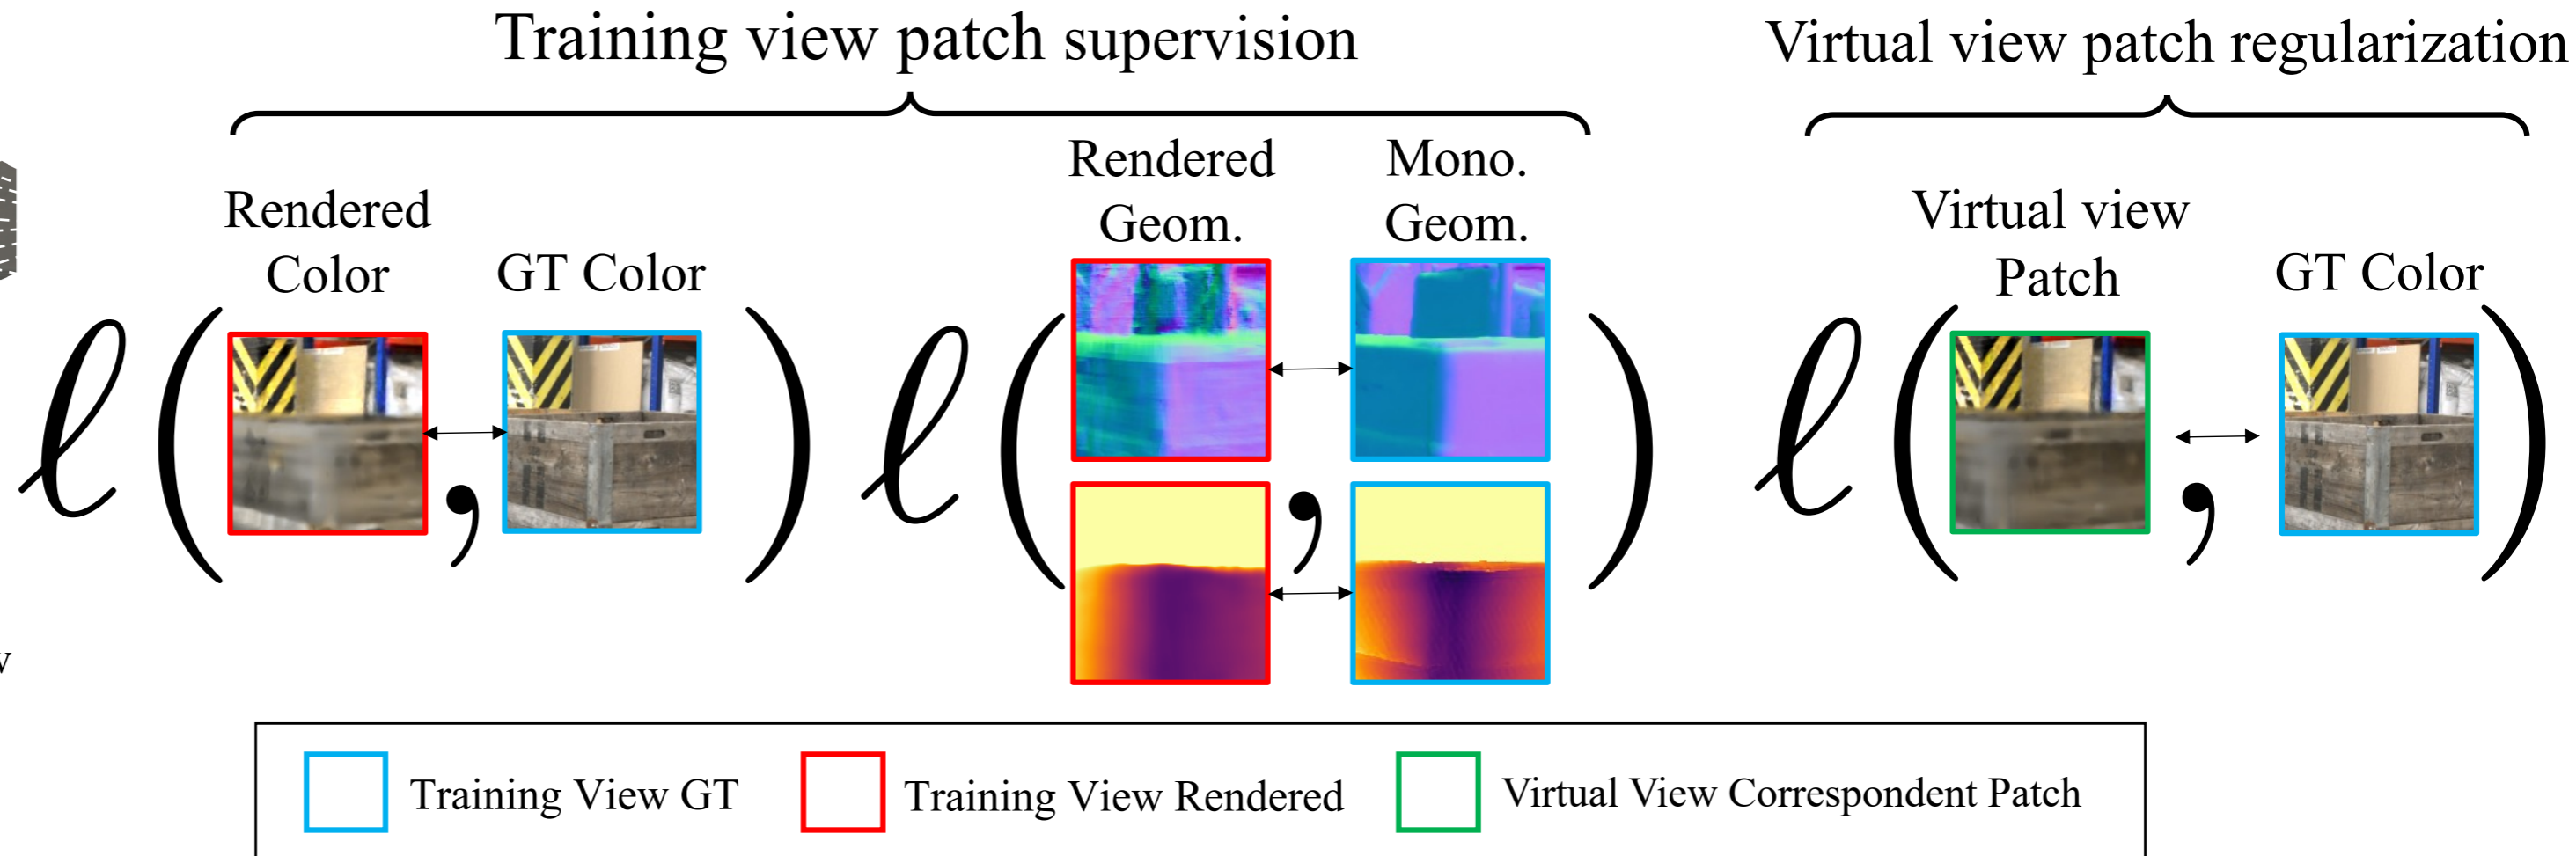 Training view patch supervision
Virtual view patch regularization
Rendered
Color
GT Color
Rendered
Geom.
Mono.
Geom.
Virtual view
Patch
GT Color
ℓ ( , ) ℓ ( , ) ℓ ( , )
Training View GT
Training View Rendered
Virtual View Correspondent Patch